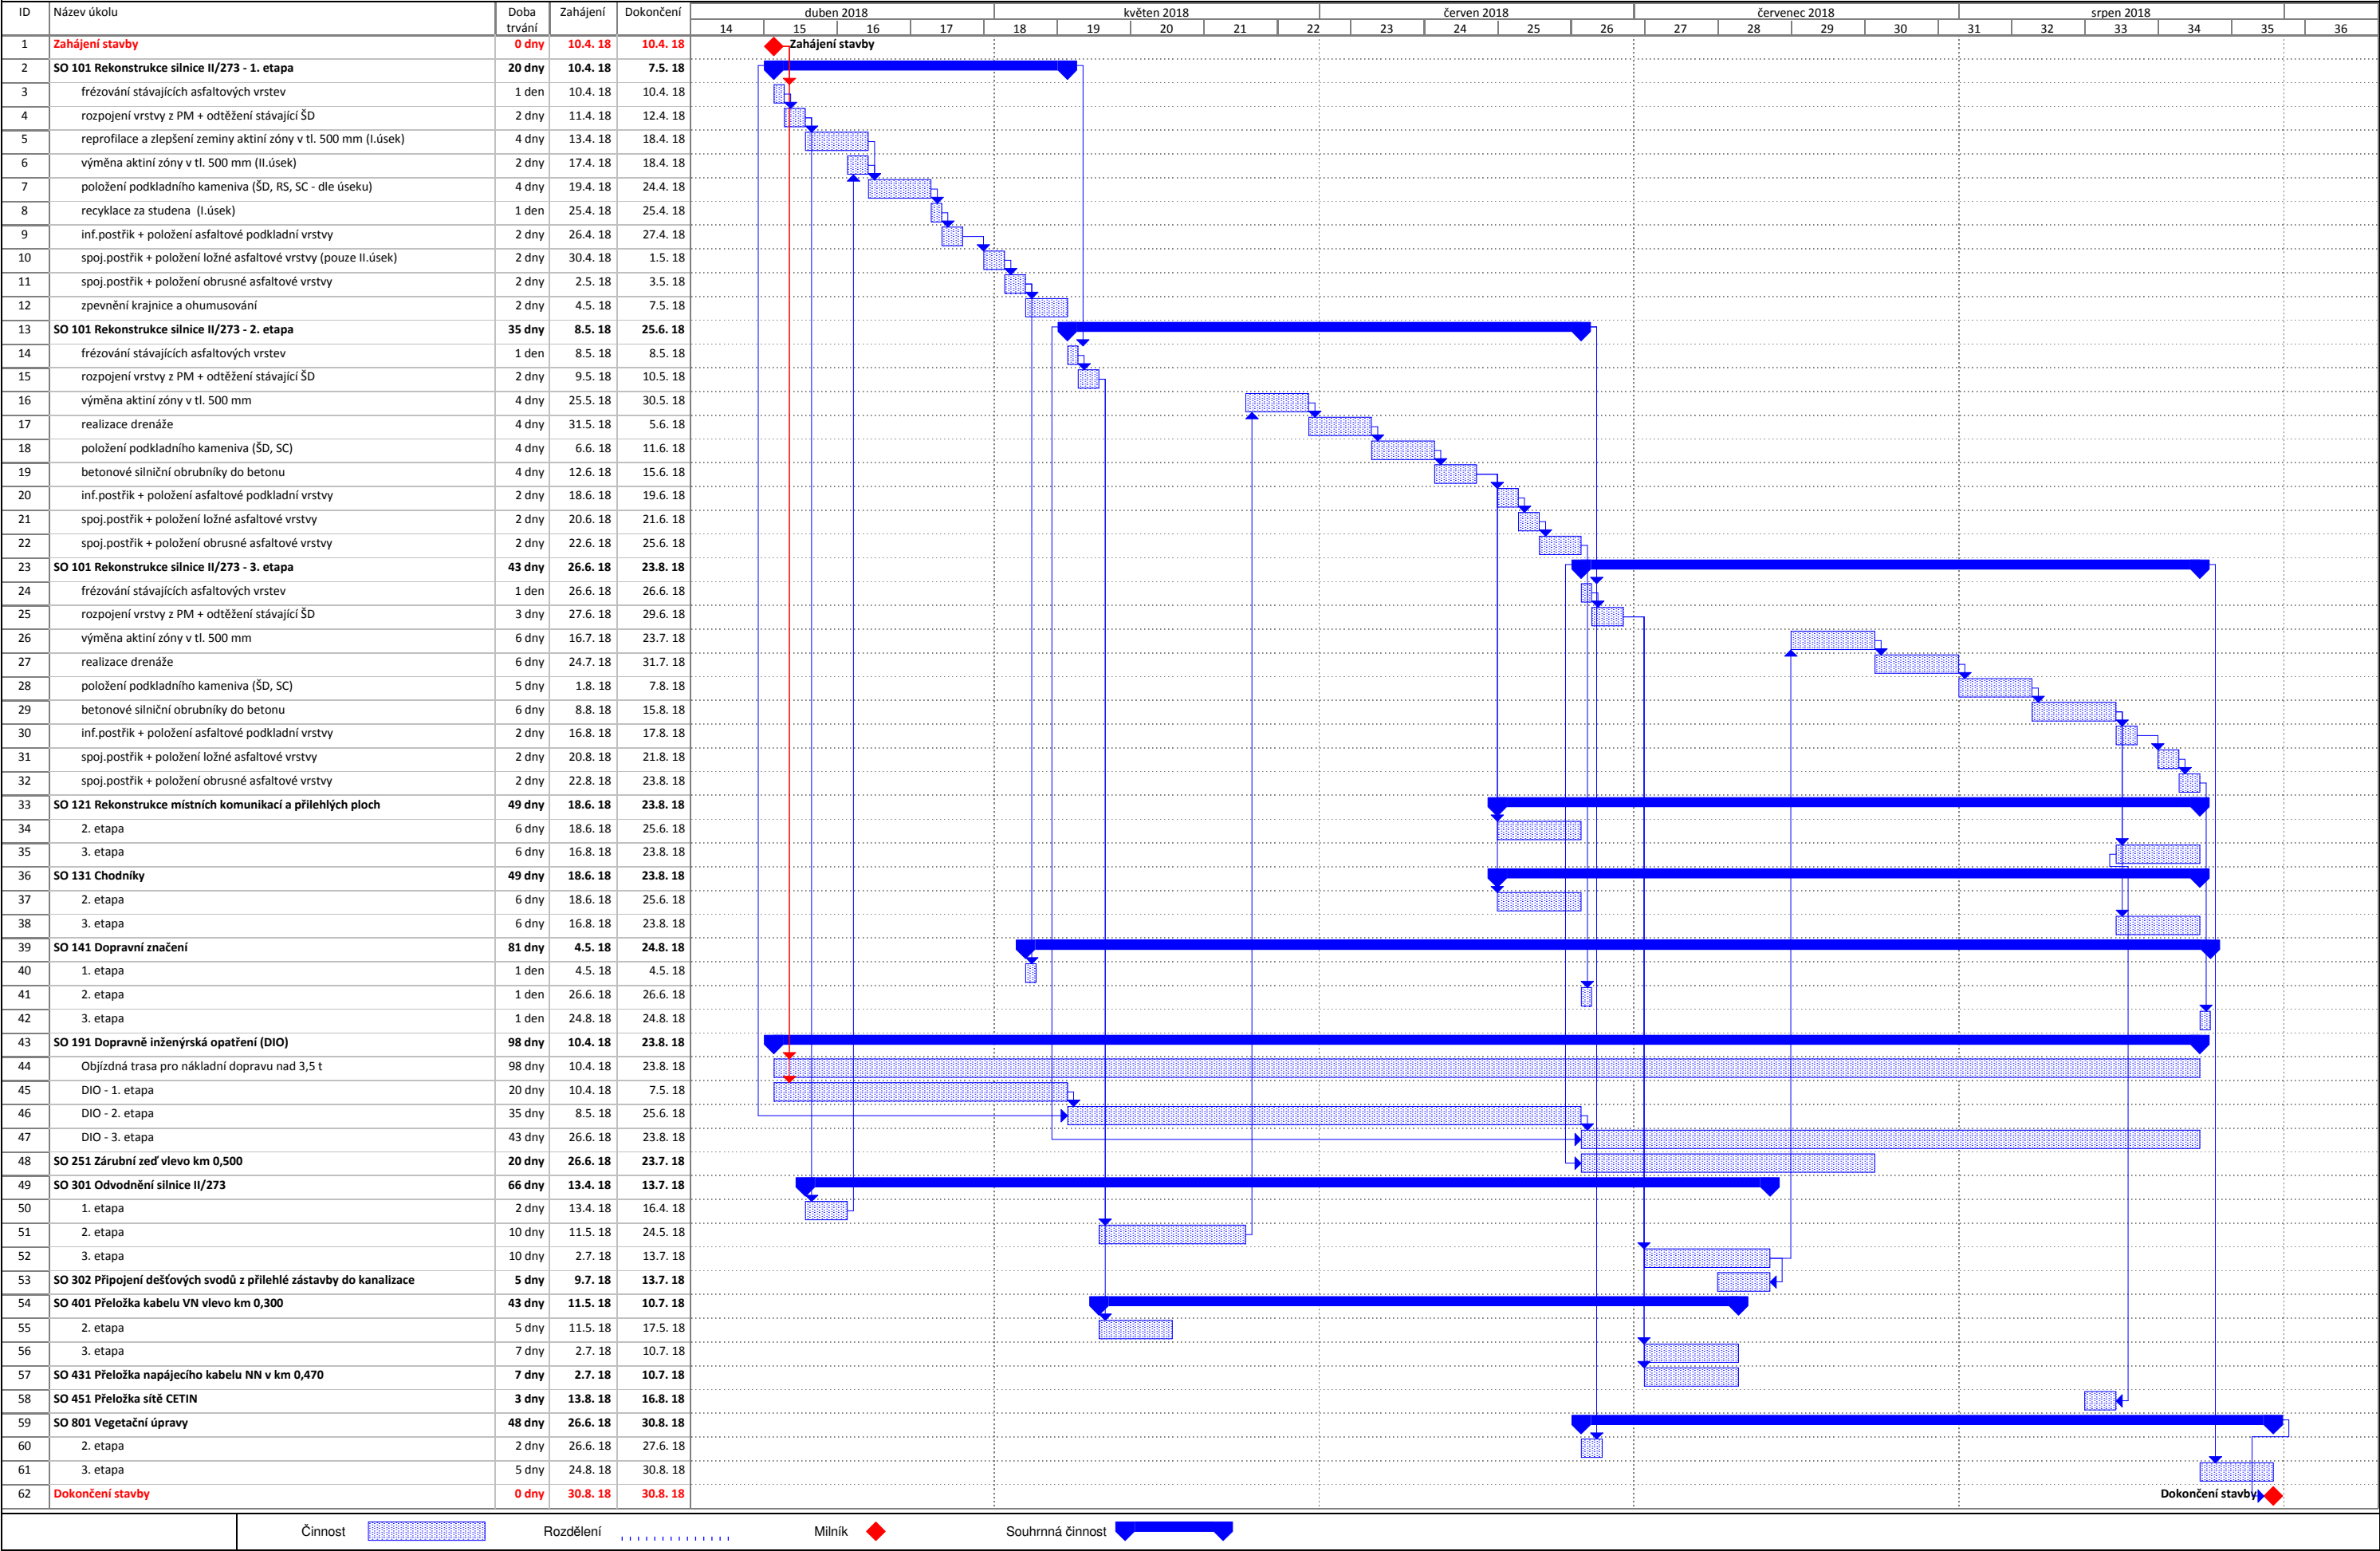 ID Název úkolu Doba trvání Zahájení Dokončení duben 2018 květen 2018 červen 2018 červenec 2018 srpen 2018
14 15 16 17 18 19 20 21 22 23 24 25 26 27 28 29 30 31 32 33 34 35 36
1 Zahájení stavby 0 dny 10.4. 18 10.4. 18 Zahájení stavby
2 SO 101 Rekonstrukce silnice II/273 - 1. etapa 20 dny 10.4. 18 7.5. 18
3 frézování stávajících asfaltových vrstev 1 den 10.4. 18 10.4. 18
4 rozpojení vrstvy z PM + odtěžení stávající ŠD 2 dny 11.4. 18 12.4. 18
5 reprofilace a zlepšení zeminy aktiní zóny v tl. 500 mm (I.úsek) 4 dny 13.4. 18 18.4. 18
6 výměna aktiní zóny v tl. 500 mm (II.úsek) 2 dny 17.4. 18 18.4. 18
7 položení podkladního kameniva (ŠD, RS, SC - dle úseku) 4 dny 19.4. 18 24.4. 18
8 recyklace za studena (I.úsek) 1 den 25.4. 18 25.4. 18
9 inf.postřik + položení asfaltové podkladní vrstvy 2 dny 26.4. 18 27.4. 18
10 spoj.postřik + položení ložné asfaltové vrstvy (pouze II.úsek) 2 dny 30.4. 18 1.5. 18
11 spoj.postřik + položení obrusné asfaltové vrstvy 2 dny 2.5. 18 3.5. 18
12 zpevnění krajnice a ohumusování 2 dny 4.5. 18 7.5. 18
13 SO 101 Rekonstrukce silnice II/273 - 2. etapa 35 dny 8.5. 18 25.6. 18
14 frézování stávajících asfaltových vrstev 1 den 8.5. 18 8.5. 18
15 rozpojení vrstvy z PM + odtěžení stávající ŠD 2 dny 9.5. 18 10.5. 18
16 výměna aktiní zóny v tl. 500 mm 4 dny 25.5. 18 30.5. 18
17 realizace drenáže 4 dny 31.5. 18 5.6. 18
18 položení podkladního kameniva (ŠD, SC) 4 dny 6.6. 18 11.6. 18
19 betonové silniční obrubníky do betonu 4 dny 12.6. 18 15.6. 18
20 inf.postřik + položení asfaltové podkladní vrstvy 2 dny 18.6. 18 19.6. 18
21 spoj.postřik + položení ložné asfaltové vrstvy 2 dny 20.6. 18 21.6. 18
22 spoj.postřik + položení obrusné asfaltové vrstvy 2 dny 22.6. 18 25.6. 18
23 SO 101 Rekonstrukce silnice II/273 - 3. etapa 43 dny 26.6. 18 23.8. 18
24 frézování stávajících asfaltových vrstev 1 den 26.6. 18 26.6. 18
25 rozpojení vrstvy z PM + odtěžení stávající ŠD 3 dny 27.6. 18 29.6. 18
26 výměna aktiní zóny v tl. 500 mm 6 dny 16.7. 18 23.7. 18
27 realizace drenáže 6 dny 24.7. 18 31.7. 18
28 položení podkladního kameniva (ŠD, SC) 5 dny 1.8. 18 7.8. 18
29 betonové silniční obrubníky do betonu 6 dny 8.8. 18 15.8. 18
30 inf.postřik + položení asfaltové podkladní vrstvy 2 dny 16.8. 18 17.8. 18
31 spoj.postřik + položení ložné asfaltové vrstvy 2 dny 20.8. 18 21.8. 18
32 spoj.postřik + položení obrusné asfaltové vrstvy 2 dny 22.8. 18 23.8. 18
33 SO 121 Rekonstrukce místních komunikací a přilehlých ploch 49 dny 18.6. 18 23.8. 18
34 2. etapa 6 dny 18.6. 18 25.6. 18
35 3. etapa 6 dny 16.8. 18 23.8. 18
36 SO 131 Chodníky 49 dny 18.6. 18 23.8. 18
37 2. etapa 6 dny 18.6. 18 25.6. 18
38 3. etapa 6 dny 16.8. 18 23.8. 18
39 SO 141 Dopravní značení 81 dny 4.5. 18 24.8. 18
40 1. etapa 1 den 4.5. 18 4.5. 18
41 2. etapa 1 den 26.6. 18 26.6. 18
42 3. etapa 1 den 24.8. 18 24.8. 18
43 SO 191 Dopravně inženýrská opatření (DIO) 98 dny 10.4. 18 23.8. 18
44 Objízdná trasa pro nákladní dopravu nad 3,5 t 98 dny 10.4. 18 23.8. 18
45 DIO - 1. etapa 20 dny 10.4. 18 7.5. 18
46 DIO - 2. etapa 35 dny 8.5. 18 25.6. 18
47 DIO - 3. etapa 43 dny 26.6. 18 23.8. 18
48 SO 251 Zárubní zeď vlevo km 0,500 20 dny 26.6. 18 23.7. 18
49 SO 301 Odvodnění silnice II/273 66 dny 13.4. 18 13.7. 18
50 1. etapa 2 dny 13.4. 18 16.4. 18
51 2. etapa 10 dny 11.5. 18 24.5. 18
52 3. etapa 10 dny 2.7. 18 13.7. 18
53 SO 302 Připojení dešťových svodů z přilehlé zástavby do kanalizace 5 dny 9.7. 18 13.7. 18
54 SO 401 Přeložka kabelu VN vlevo km 0,300 43 dny 11.5. 18 10.7. 18
55 2. etapa 5 dny 11.5. 18 17.5. 18
56 3. etapa 7 dny 2.7. 18 10.7. 18
57 SO 431 Přeložka napájecího kabelu NN v km 0,470 7 dny 2.7. 18 10.7. 18
58 SO 451 Přeložka sítě CETIN 3 dny 13.8. 18 16.8. 18
59 SO 801 Vegetační úpravy 48 dny 26.6. 18 30.8. 18
60 2. etapa 2 dny 26.6. 18 27.6. 18
61 3. etapa 5 dny 24.8. 18 30.8. 18
62 Dokončení stavby 0 dny 30.8. 18 30.8. 18 Dokončení stavby
Činnost Rozdělení Milník Souhrnná činnost